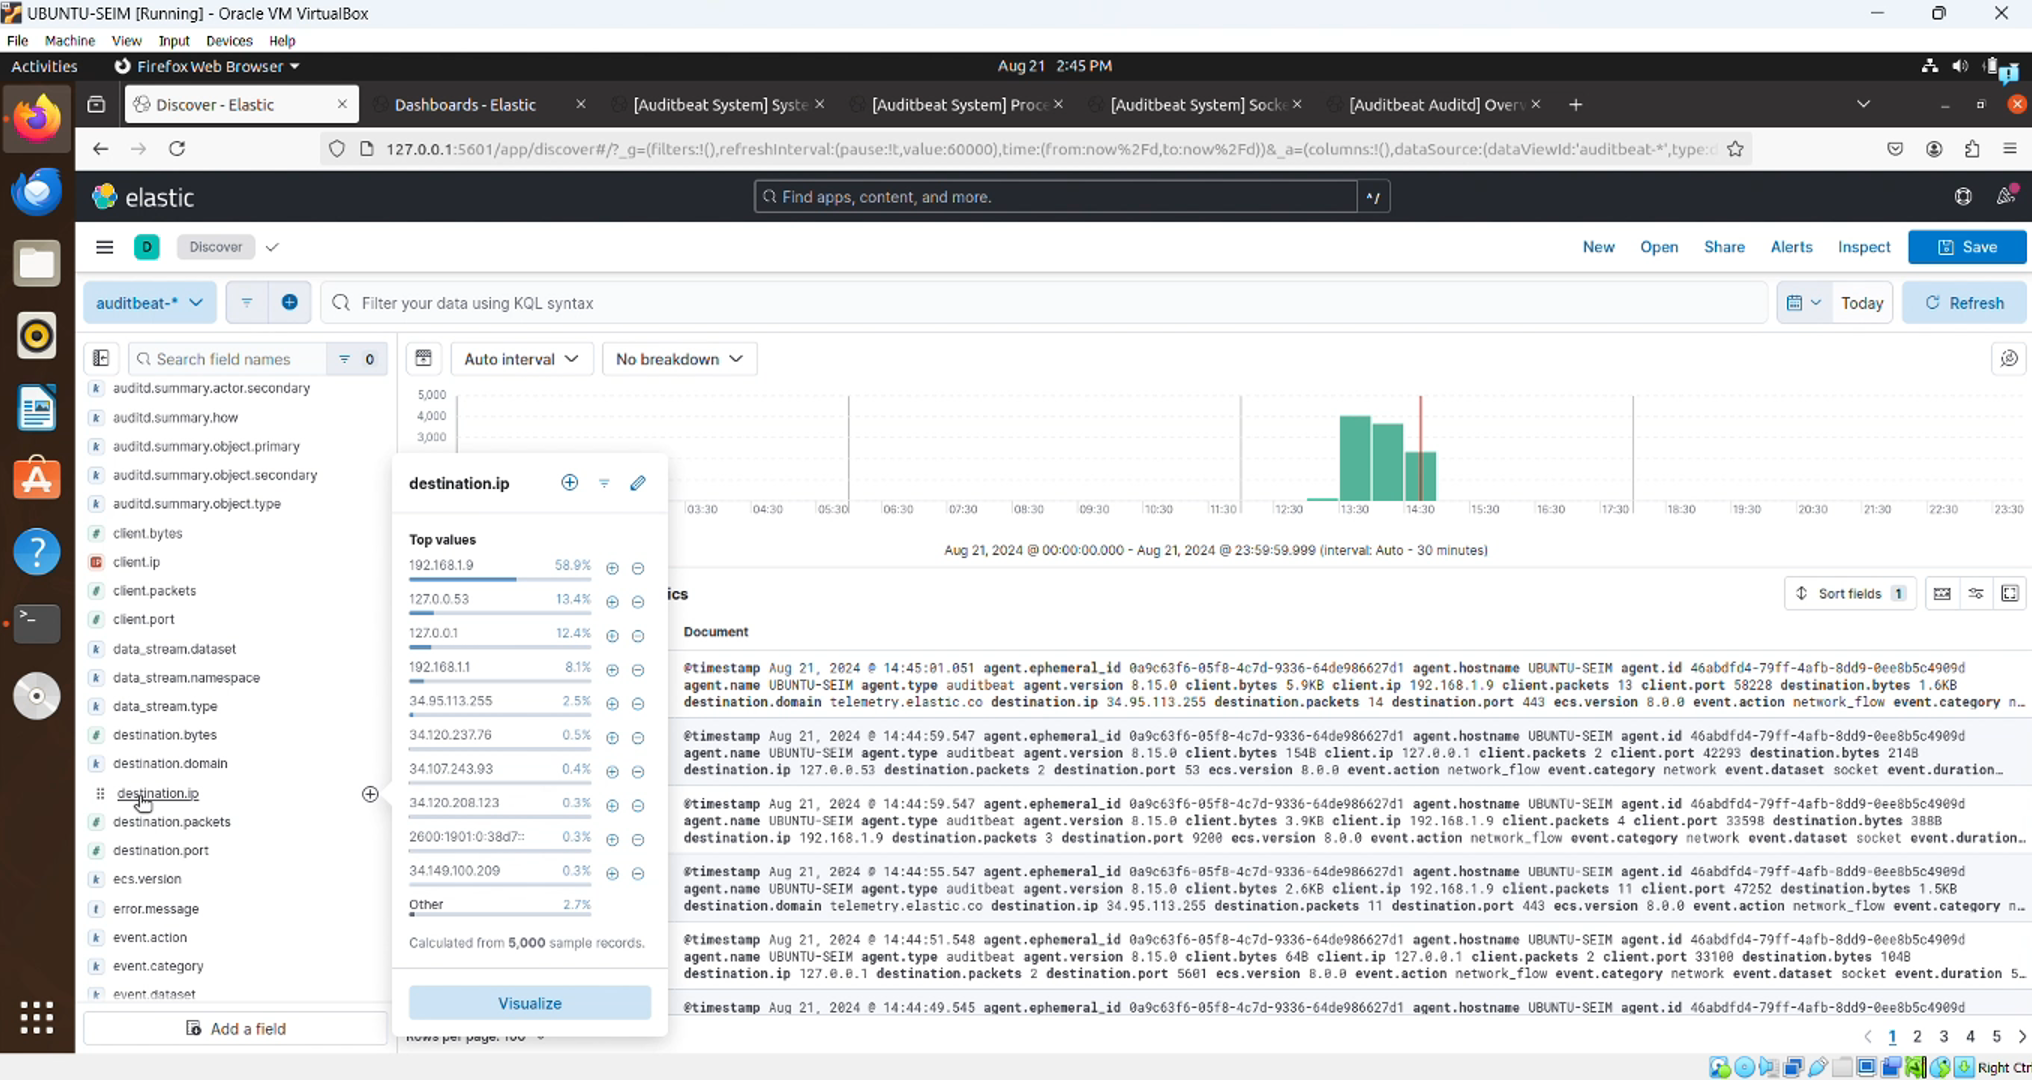 UBUNTU-SEIM [Running] - Oracle VM VirtualBox
File Machine View Input Devices Help
Activities Firefox Web Browser Aug 21 2:45 PM
Discover - Elastic Dashboards - Elastic [Auditbeat System] Syste [Auditbeat System] Proce [Auditbeat System] Socke [Auditbeat Auditd] Overv
127.0.0.1:5601/app/discover#/?_g=(filters:!(),refreshInterval:(pause:!t,value:60000),time:(from:now%2Fd,to:now%2Fd))&_a=(columns:!(),dataSource:(dataViewId:'auditbeat-*',type:d
elastic Find apps, content, and more. ^/
D Discover New Open Share Alerts Inspect Save
auditbeat-* Filter your data using KQL syntax Today Refresh
Search field names 0 Auto interval No breakdown
auditd.summary.actor.secondary
auditd.summary.how
auditd.summary.object.primary
auditd.summary.object.secondary
auditd.summary.object.type
client.bytes
client.ip
client.packets
client.port
data_stream.dataset
data_stream.namespace
data_stream.type
destination.bytes
destination.domain
destination.ip
destination.packets
destination.port
ecs.version
error.message
event.action
event.category
event.dataset
Add a field
destination.ip
Top values
192.168.1.9 58.9%
127.0.0.53 13.4%
127.0.0.1 12.4%
192.168.1.1 8.1%
34.95.113.255 2.5%
34.120.237.76 0.5%
34.107.243.93 0.4%
34.120.208.123 0.3%
2600:1901:0:38d7:: 0.3%
34.149.100.209 0.3%
Other 2.7%
Calculated from 5,000 sample records.
Visualize
5,000
4,000
3,000
03:30 04:30 05:30 06:30 07:30 08:30 09:30 10:30 11:30 12:30 13:30 14:30 15:30 16:30 17:30 18:30 19:30 20:30 21:30 22:30 23:30
Aug 21, 2024 @ 00:00:00.000 - Aug 21, 2024 @ 23:59:59.999 (interval: Auto - 30 minutes)
ics Sort fields 1
Document
@timestamp Aug 21, 2024 @ 14:45:01.051 agent.ephemeral_id 0a9c63f6-05f8-4c7d-9336-64de986627d1 agent.hostname UBUNTU-SEIM agent.id 46abdfd4-79ff-4afb-8dd9-0ee8b5c4909d
agent.name UBUNTU-SEIM agent.type auditbeat agent.version 8.15.0 client.bytes 5.9KB client.ip 192.168.1.9 client.packets 13 client.port 58228 destination.bytes 1.6KB
destination.domain telemetry.elastic.co destination.ip 34.95.113.255 destination.packets 14 destination.port 443 ecs.version 8.0.0 event.action network_flow event.category n…
@timestamp Aug 21, 2024 @ 14:44:59.547 agent.ephemeral_id 0a9c63f6-05f8-4c7d-9336-64de986627d1 agent.hostname UBUNTU-SEIM agent.id 46abdfd4-79ff-4afb-8dd9-0ee8b5c4909d
agent.name UBUNTU-SEIM agent.type auditbeat agent.version 8.15.0 client.bytes 154B client.ip 127.0.0.1 client.packets 2 client.port 42293 destination.bytes 214B
destination.ip 127.0.0.53 destination.packets 2 destination.port 53 ecs.version 8.0.0 event.action network_flow event.category network event.dataset socket event.duration…
@timestamp Aug 21, 2024 @ 14:44:59.547 agent.ephemeral_id 0a9c63f6-05f8-4c7d-9336-64de986627d1 agent.hostname UBUNTU-SEIM agent.id 46abdfd4-79ff-4afb-8dd9-0ee8b5c4909d
agent.name UBUNTU-SEIM agent.type auditbeat agent.version 8.15.0 client.bytes 3.9KB client.ip 192.168.1.9 client.packets 4 client.port 33598 destination.bytes 388B
destination.ip 192.168.1.9 destination.packets 3 destination.port 9200 ecs.version 8.0.0 event.action network_flow event.category network event.dataset socket event.duration…
@timestamp Aug 21, 2024 @ 14:44:55.547 agent.ephemeral_id 0a9c63f6-05f8-4c7d-9336-64de986627d1 agent.hostname UBUNTU-SEIM agent.id 46abdfd4-79ff-4afb-8dd9-0ee8b5c4909d
agent.name UBUNTU-SEIM agent.type auditbeat agent.version 8.15.0 client.bytes 2.6KB client.ip 192.168.1.9 client.packets 11 client.port 47252 destination.bytes 1.5KB
destination.domain telemetry.elastic.co destination.ip 34.95.113.255 destination.packets 11 destination.port 443 ecs.version 8.0.0 event.action network_flow event.category n…
@timestamp Aug 21, 2024 @ 14:44:51.548 agent.ephemeral_id 0a9c63f6-05f8-4c7d-9336-64de986627d1 agent.hostname UBUNTU-SEIM agent.id 46abdfd4-79ff-4afb-8dd9-0ee8b5c4909d
agent.name UBUNTU-SEIM agent.type auditbeat agent.version 8.15.0 client.bytes 64B client.ip 127.0.0.1 client.packets 2 client.port 33100 destination.bytes 104B
destination.ip 127.0.0.1 destination.packets 2 destination.port 5601 ecs.version 8.0.0 event.action network_flow event.category network event.dataset socket event.duration 5…
@timestamp Aug 21, 2024 @ 14:44:49.545 agent.ephemeral_id 0a9c63f6-05f8-4c7d-9336-64de986627d1 agent.hostname UBUNTU-SEIM agent.id 46abdfd4-79ff-4afb-8dd9-0ee8b5c4909d
Rows per page: 100 1 2 3 4 5
Right Ctr